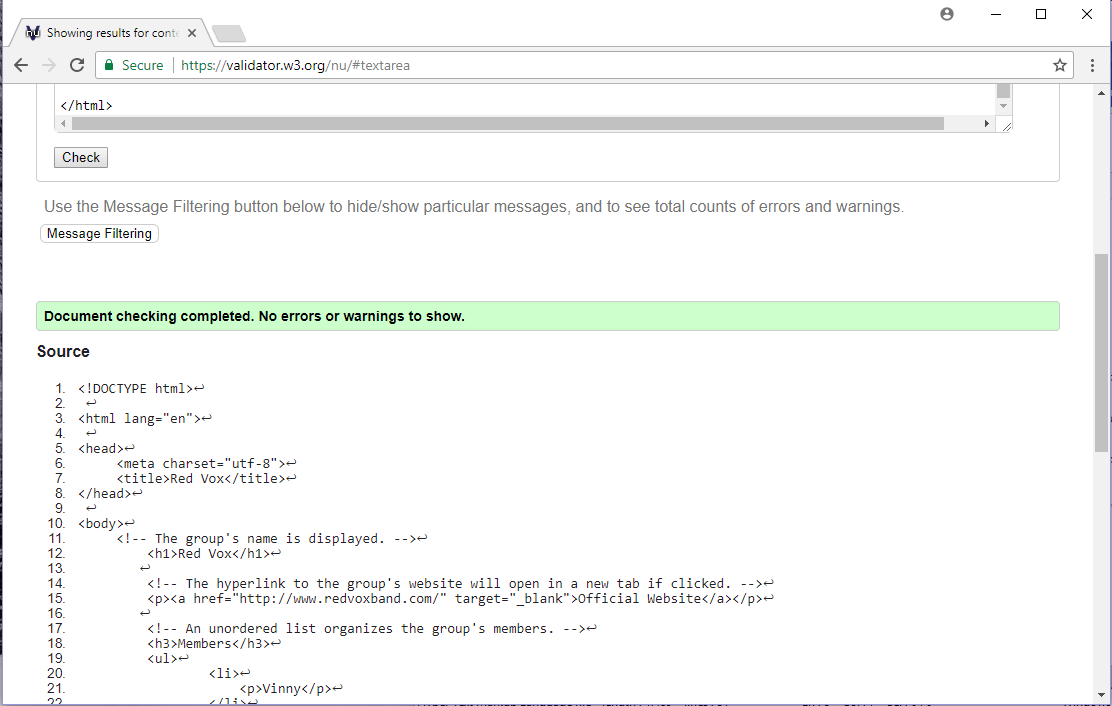 nu Showing results for conte
Secure https://validator.w3.org/nu/#textarea
</html>
Check
Use the Message Filtering button below to hide/show particular messages, and to see total counts of errors and warnings.
Message Filtering
Document checking completed. No errors or warnings to show.
Source
1. <!DOCTYPE html>↩
2. ↩
3. <html lang="en">↩
4. ↩
5. <head>↩
6. <meta charset="utf-8">↩
7. <title>Red Vox</title>↩
8. </head>↩
9. ↩
10. <body>↩
11. <!-- The group's name is displayed. -->↩
12. <h1>Red Vox</h1>↩
13. ↩
14. <!-- The hyperlink to the group's website will open in a new tab if clicked. -->↩
15. <p><a href="http://www.redvoxband.com/" target="_blank">Official Website</a></p>↩
16. ↩
17. <!-- An unordered list organizes the group's members. -->↩
18. <h3>Members</h3>↩
19. <ul>↩
20. <li>↩
21. <p>Vinny</p>↩
22. </li>↩